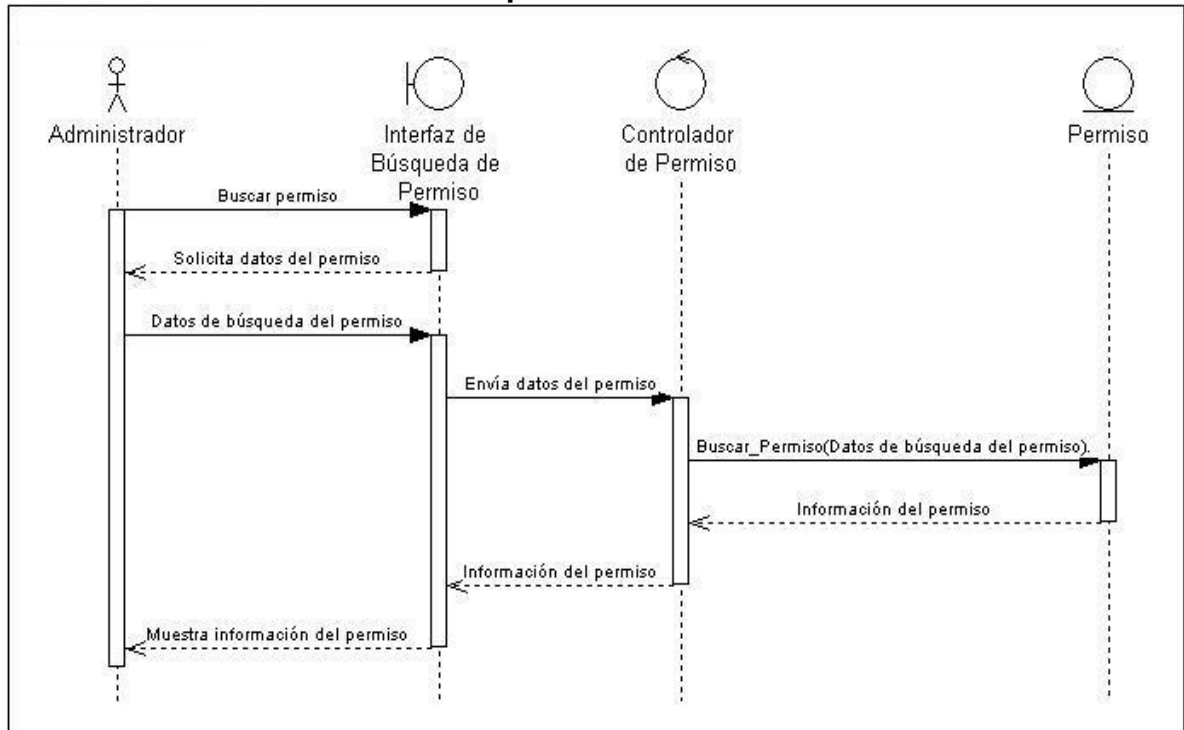 Administrador
Interfaz de
Búsqueda de
Permiso
Controlador
de Permiso
Permiso
Buscar permiso
Solicita datos del permiso
Datos de búsqueda del permiso
Envía datos del permiso
Buscar_Permiso(Datos de búsqueda del permiso).
Información del permiso
Información del permiso
Muestra información del permiso